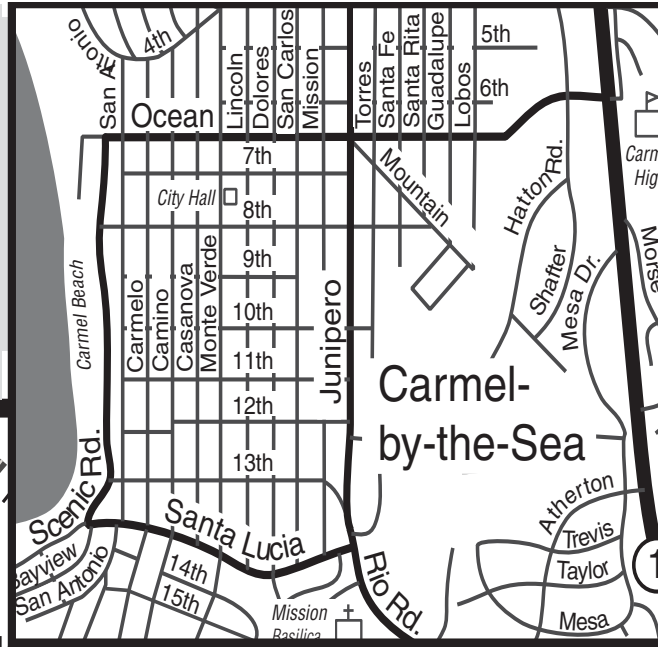 San Antonio
4th
Ocean
Lincoln
Dolores
San Carlos
Mission
Torres
Santa Fe
Santa Rita
Guadalupe
Lobos
5th
6th
7th
City Hall
8th
Mountain
Hatton Rd.
Shafter
Mesa Dr.
Morse
Carmel Beach
9th
Carmelo
Camino
Casanova
Monte Verde
10th
Junipero
11th
12th
13th
Carmel-
by-the-Sea
Scenic Rd.
Santa Lucia
Bayview
San Antonio
14th
15th
Mission
Basilica
Rio Rd.
Atherton
Trevis
Taylor
Mesa
1